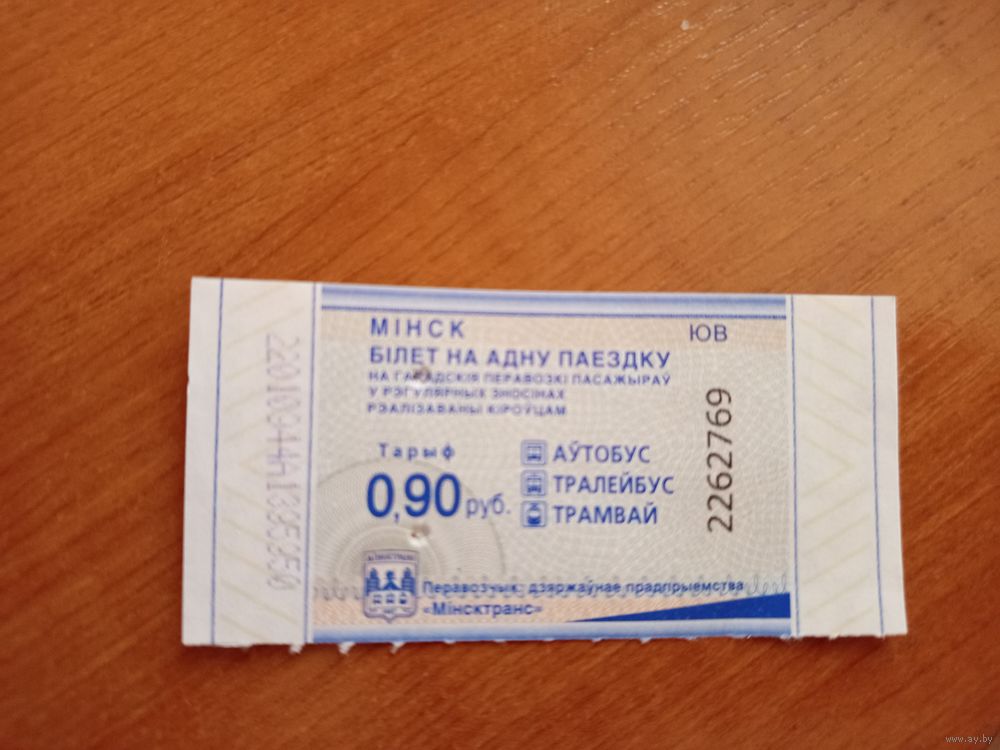 МІНСК
ЮВ
БІЛЕТ НА АДНУ ПАЕЗДКУ
НА ГАРАДСКІЯ ПЕРАВОЗКІ ПАСАЖЫРАЎ
У РЭГУЛЯРНЫХ ЗНОСІНАХ
РЭАЛІЗАВАНЫ КІРОЎЦАМ
Тарыф
0,90 руб.
АЎТОБУС
ТРАЛЕЙБУС
ТРАМВАЙ
2262769
Перавозчык: дзяржаўнае прадпрыемства
«Мінсктранс»
www.ay.by